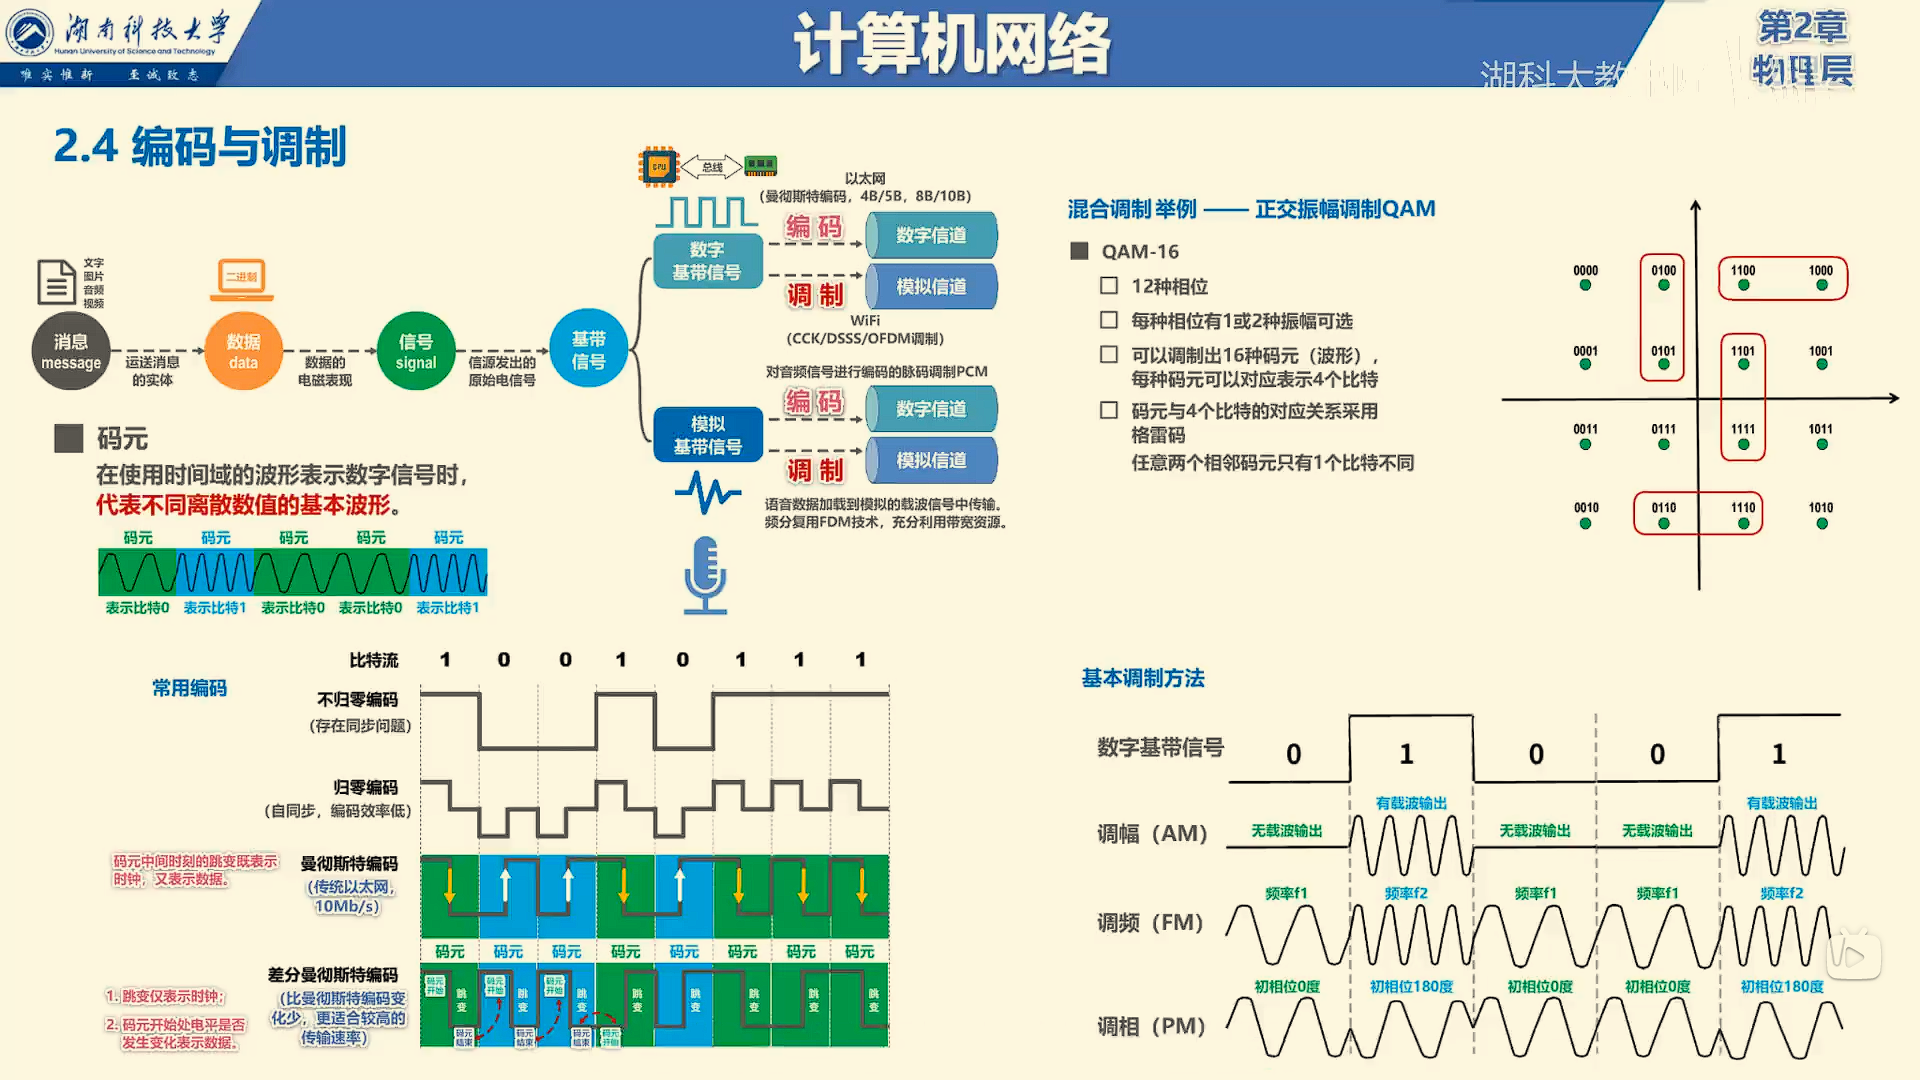 湖南科技大学
Hunan University of Science and Technology
唯实惟新 至诚致志
计算机网络
第2章
物理层
湖科大教
2.4 编码与调制
文字
图片
音频
视频
消息
message
运送消息
的实体
二进制
数据
data
数据的
电磁表现
信号
signal
信源发出的
原始电信号
基带
信号
CPU
总线
数字
基带信号
以太网
(曼彻斯特编码,4B/5B,8B/10B)
编码
数字信道
调制
模拟信道
WiFi
(CCK/DSSS/OFDM调制)
对音频信号进行编码的脉码调制PCM
模拟
基带信号
编码
数字信道
调制
模拟信道
语音数据加载到模拟的载波信号中传输。
频分复用FDM技术,充分利用带宽资源。
码元
在使用时间域的波形表示数字信号时,
代表不同离散数值的基本波形。
码元 码元 码元 码元 码元
表示比特0 表示比特1 表示比特0 表示比特0 表示比特1
混合调制 举例 —— 正交振幅调制QAM
QAM-16
12种相位
每种相位有1或2种振幅可选
可以调制出16种码元(波形),
每种码元可以对应表示4个比特
码元与4个比特的对应关系采用
格雷码
任意两个相邻码元只有1个比特不同
0000 0100 1100 1000
0001 0101 1101 1001
0011 0111 1111 1011
0010 0110 1110 1010
常用编码
比特流 1 0 0 1 0 1 1 1
不归零编码
(存在同步问题)
归零编码
(自同步,编码效率低)
码元中间时刻的跳变既表示
时钟,又表示数据。
曼彻斯特编码
(传统以太网,
10Mb/s)
码元 码元 码元 码元 码元 码元 码元 码元
差分曼彻斯特编码
(比曼彻斯特编码变
化少,更适合较高的
传输速率)
1. 跳变仅表示时钟;
2. 码元开始处电平是否
发生变化表示数据。
码元
开始
码元
开始
码元
开始
跳变 跳变 跳变 跳变 跳变 跳变 跳变 跳变
码元
结束
码元
结束
码元
结束
码元
开始
基本调制方法
数字基带信号 0 1 0 0 1
调幅(AM) 无载波输出 有载波输出 无载波输出 无载波输出 有载波输出
调频(FM) 频率f1 频率f2 频率f1 频率f1 频率f2
调相(PM) 初相位0度 初相位180度 初相位0度 初相位0度 初相位180度